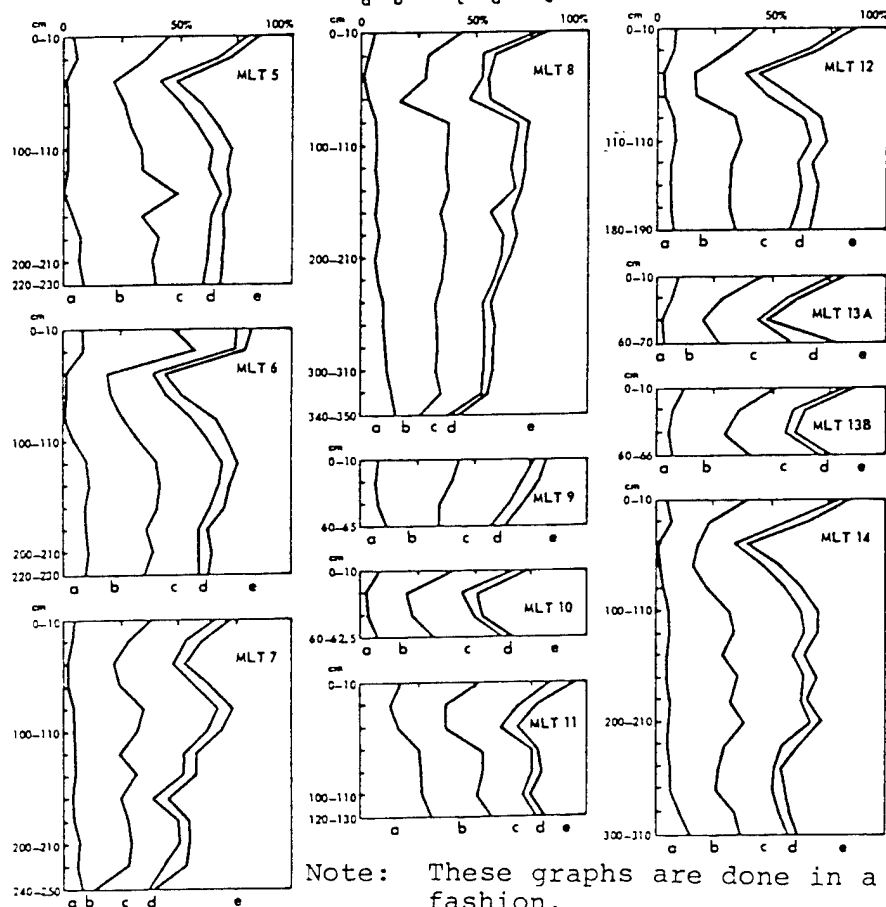 a b c d e
cm 0 50% 100%
0-10
MLT 5
100-110
200-210
220-230
a b c d e
0-10
MLT 6
100-110
200-210
a b c d e
0-10
MLT 7
100-110
200-210
240-250
a b c d e
cm 0 50% 100%
0-10
MLT 8
100-110
200-210
300-310
340-350
a b c d e
cm
0-10
MLT 9
60-65
a b c d e
cm
0-10
MLT 10
60-62.5
a b c d e
cm
0-10
MLT 11
100-110
120-130
a b c d e
cm 0 50% 100%
0-10
MLT 12
110-110
180-190
a b c d e
cm
0-10
MLT 13A
60-70
a b c d e
cm
0-10
MLT 13B
60-66
a b c d e
cm
0-10
MLT 14
100-110
200-210
300-310
a b c d e
Note: These graphs are done in a
fashion.